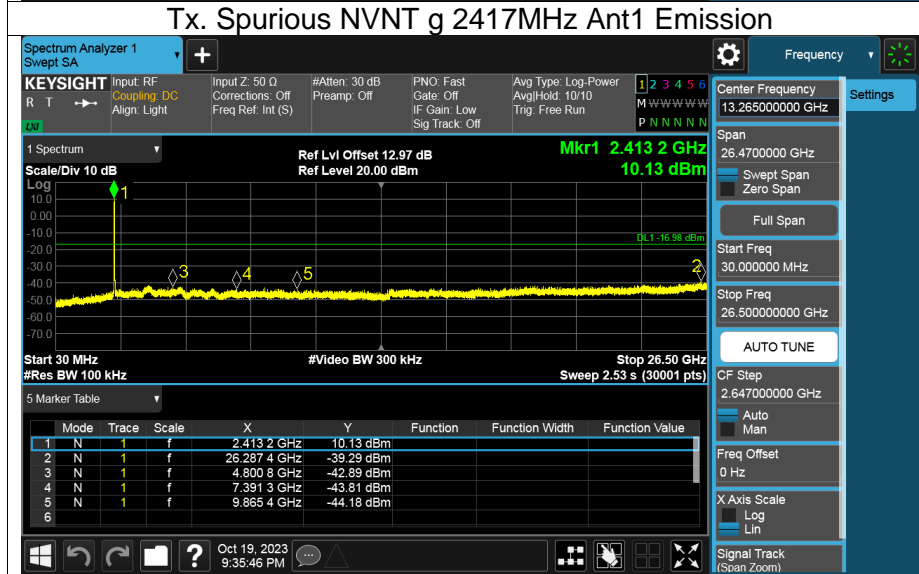 Tx. Spurious NVNT g 2417MHz Ant1 Emission
Spectrum Analyzer 1
Swept SA
+
Frequency
KEYSIGHT
R T
LXI
Input: RF
Coupling: DC
Align: Light
Input Z: 50 Ω
Corrections: Off
Freq Ref: Int (S)
#Atten: 30 dB
Preamp: Off
PNO: Fast
Gate: Off
IF Gain: Low
Sig Track: Off
Avg Type: Log-Power
Avg|Hold: 10/10
Trig: Free Run
1 2 3 4 5 6
M W W W W W
P N N N N N
1 Spectrum
Scale/Div 10 dB
Ref Lvl Offset 12.97 dB
Ref Level 20.00 dBm
Mkr1 2.413 2 GHz
10.13 dBm
Log
10.0
0.00
-10.0
-20.0
-30.0
-40.0
-50.0
-60.0
-70.0
1
DL1 -16.98 dBm
3
4
5
2
Start 30 MHz
#Res BW 100 kHz
#Video BW 300 kHz
Stop 26.50 GHz
Sweep 2.53 s (30001 pts)
5 Marker Table
Mode Trace Scale X Y Function Function Width Function Value
1 N 1 f 2.413 2 GHz 10.13 dBm
2 N 1 f 26.287 4 GHz -39.29 dBm
3 N 1 f 4.800 8 GHz -42.89 dBm
4 N 1 f 7.391 3 GHz -43.81 dBm
5 N 1 f 9.865 4 GHz -44.18 dBm
6
?
Oct 19, 2023
9:35:46 PM
Center Frequency
13.265000000 GHz
Settings
Span
26.4700000 GHz
Swept Span
Zero Span
Full Span
Start Freq
30.000000 MHz
Stop Freq
26.500000000 GHz
AUTO TUNE
CF Step
2.647000000 GHz
Auto
Man
Freq Offset
0 Hz
X Axis Scale
Log
Lin
Signal Track
(Span Zoom)